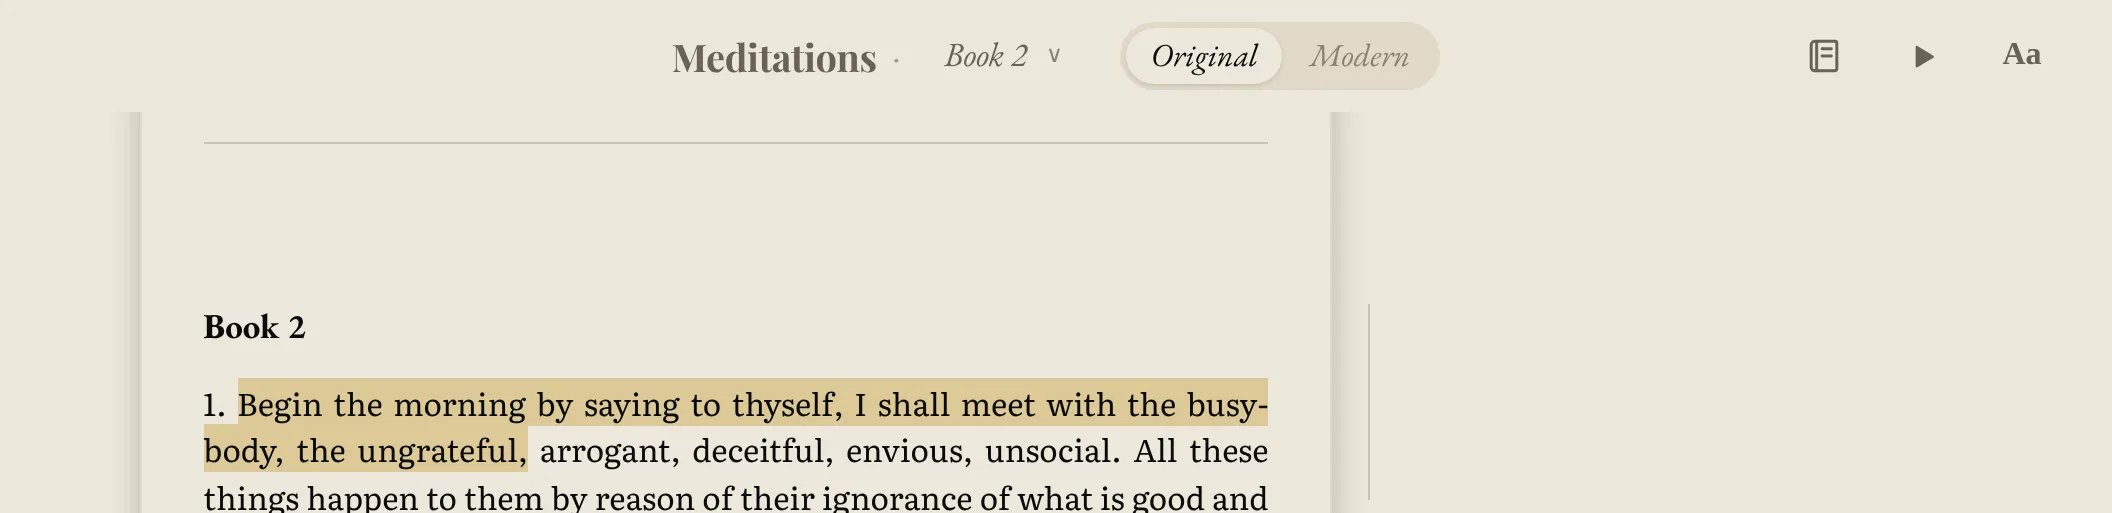 Meditations · Book 2 ∨ Original Modern Aa
Book 2
1. Begin the morning by saying to thyself, I shall meet with the busy-
body, the ungrateful, arrogant, deceitful, envious, unsocial. All these
things happen to them by reason of their ignorance of what is good and